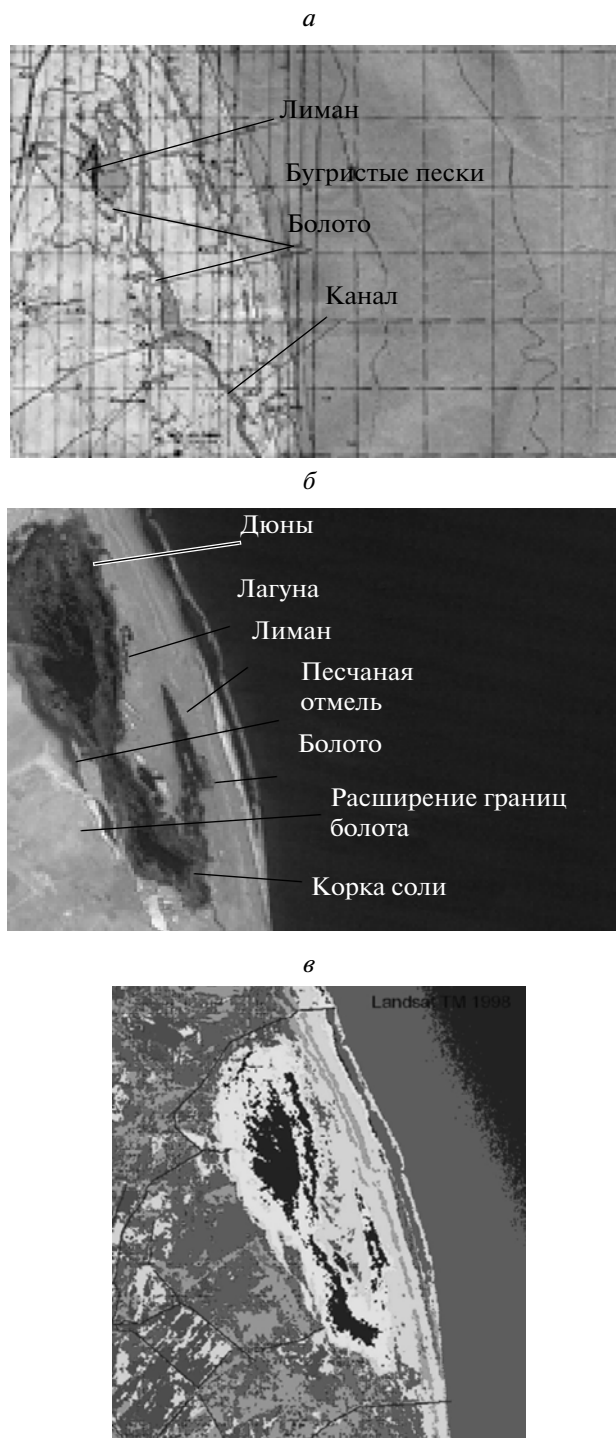 а
Лиман
Бугристые пески
Болото
Канал
б
Дюны
Лагуна
Лиман
Песчаная
отмель
Болото
Расширение границ
болота
Корка соли
в
Landsat TM 1998